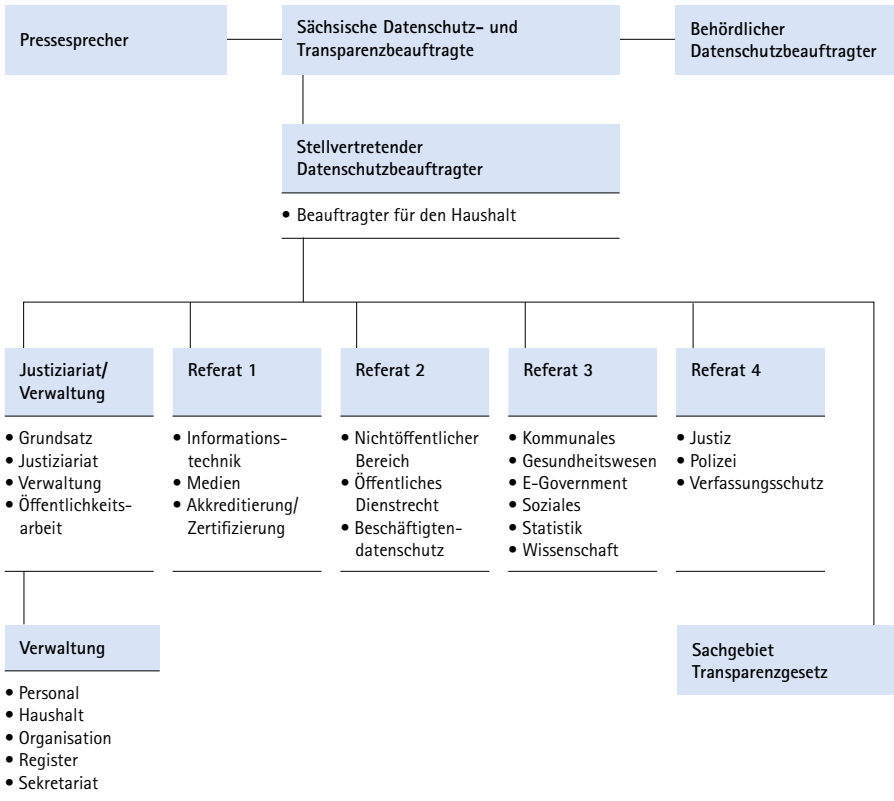 Pressesprecher
Sächsische Datenschutz- und
Transparenzbeauftragte
Behördlicher
Datenschutzbeauftragter
Stellvertretender
Datenschutzbeauftragter
• Beauftragter für den Haushalt
Justiziariat/
Verwaltung
• Grundsatz
• Justiziariat
• Verwaltung
• Öffentlichkeits-
arbeit
Referat 1
• Informations-
technik
• Medien
• Akkreditierung/
Zertifizierung
Referat 2
• Nichtöffentlicher
Bereich
• Öffentliches
Dienstrecht
• Beschäftigten-
datenschutz
Referat 3
• Kommunales
• Gesundheitswesen
• E-Government
• Soziales
• Statistik
• Wissenschaft
Referat 4
• Justiz
• Polizei
• Verfassungsschutz
Verwaltung
• Personal
• Haushalt
• Organisation
• Register
• Sekretariat
Sachgebiet
Transparenzgesetz